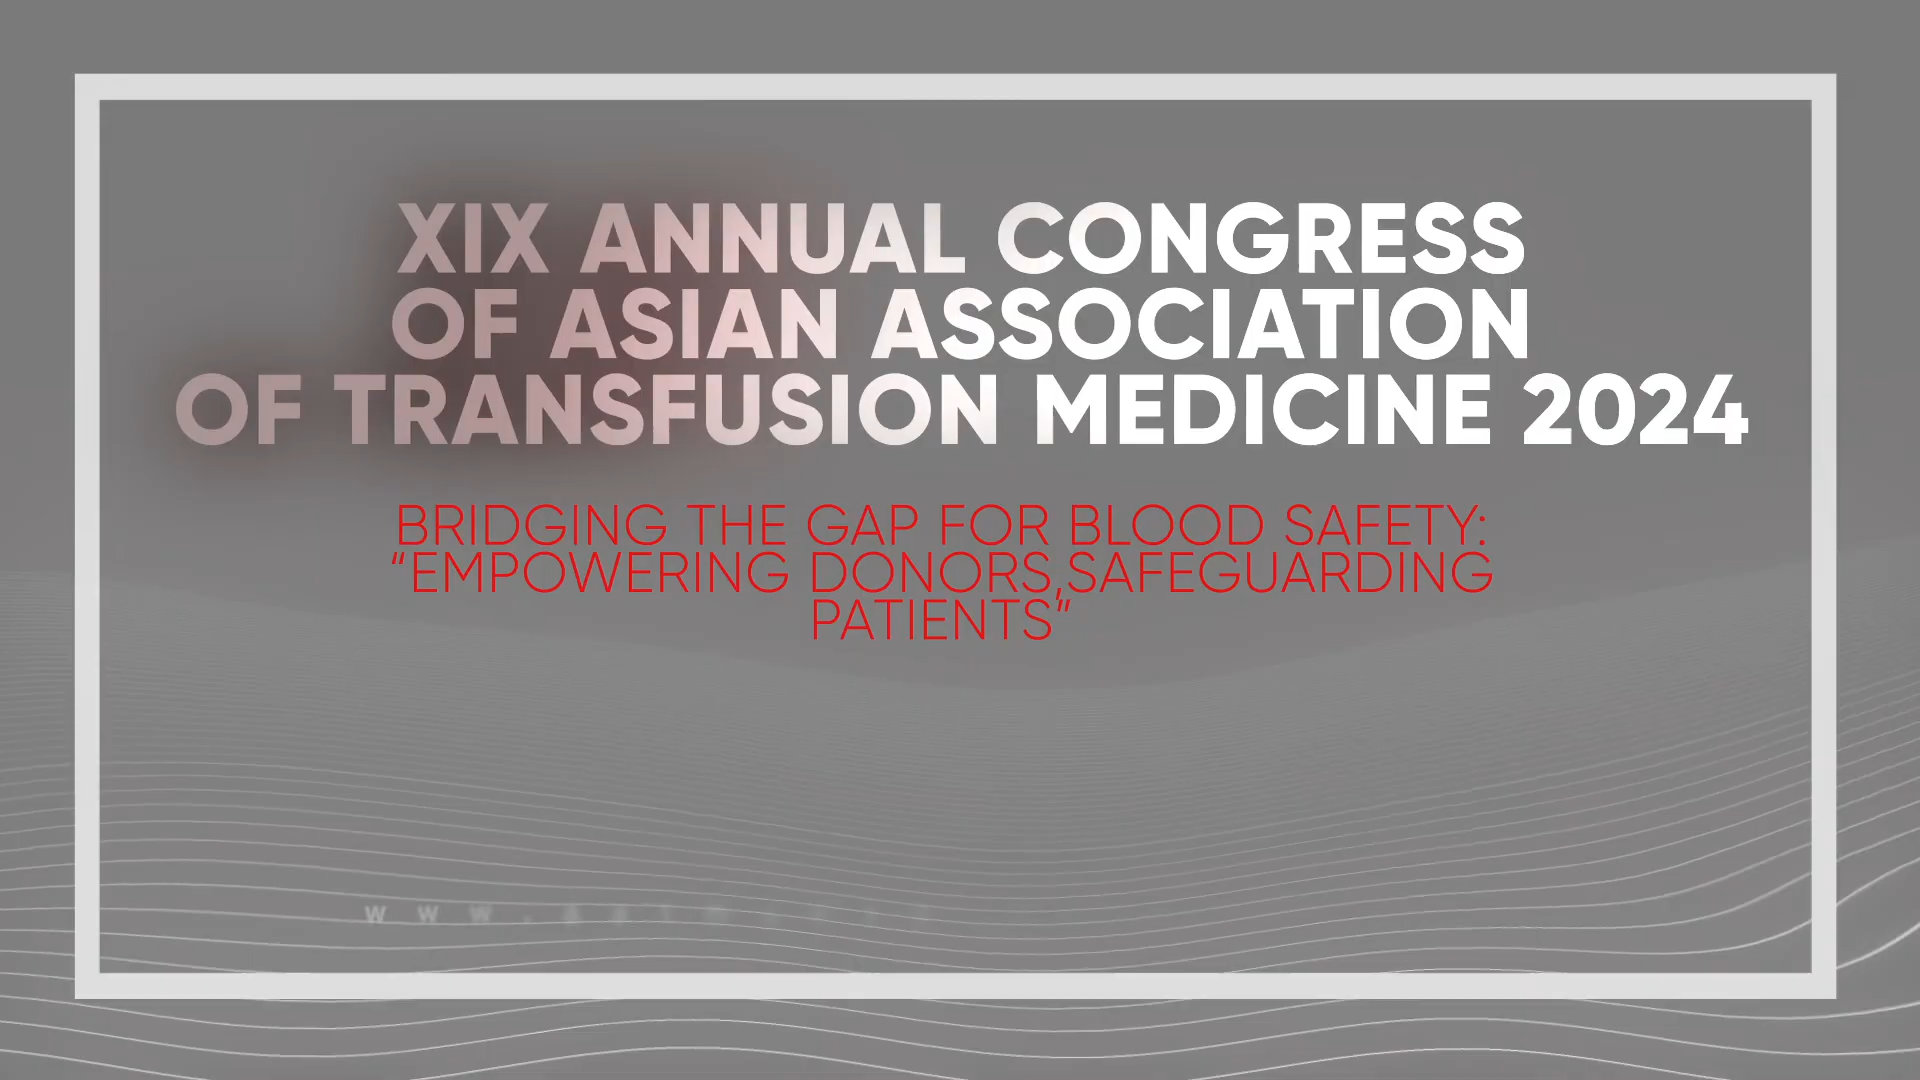 XIX ANNUAL CONGRESS
OF ASIAN ASSOCIATION
OF TRANSFUSION MEDICINE 2024
BRIDGING THE GAP FOR BLOOD SAFETY:
“EMPOWERING DONORS,SAFEGUARDING
PATIENTS”